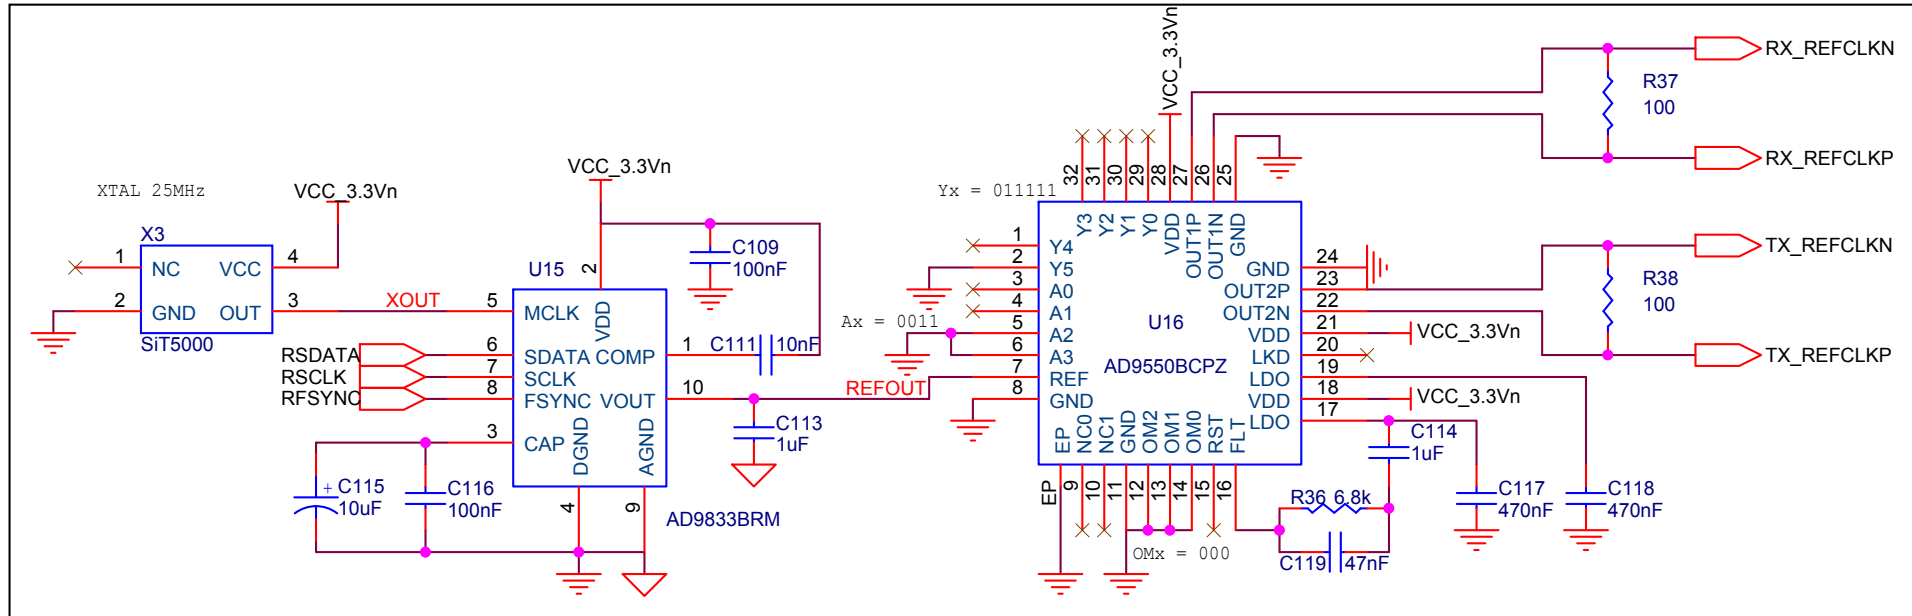 XTAL 25MHz
VCC_3.3Vn
X3
1
NC
VCC
4
2
GND
OUT
3
SiT5000
XOUT
RSDATA
RSCLK
RFSYNC
VCC_3.3Vn
U15
2
VDD
5
MCLK
6
SDATA
COMP
1
7
SCLK
8
FSYNC
VOUT
10
3
CAP
DGND
AGND
4
9
AD9833BRM
C109
100nF
C111
10nF
REFOUT
C113
1uF
+
C115
10uF
C116
100nF
VCC_3.3Vn
Yx = 011111
Ax = 0011
32
31
30
29
28
27
26
25
Y3
Y2
Y1
Y0
VDD
OUT1P
OUT1N
GND
1
Y4
2
Y5
3
A0
4
A1
5
A2
6
A3
7
REF
8
GND
U16
AD9550BCPZ
GND
24
OUT2P
23
OUT2N
22
VDD
21
LKD
20
LDO
19
VDD
18
LDO
17
EP
NC0
NC1
GND
OM2
OM1
OM0
RST
FLT
EP
9
10
11
12
13
14
15
16
OMx = 000
VCC_3.3Vn
VCC_3.3Vn
R36
6.8k
C119
47nF
C114
1uF
C117
470nF
C118
470nF
RX_REFCLKN
R37
100
RX_REFCLKP
TX_REFCLKN
R38
100
TX_REFCLKP